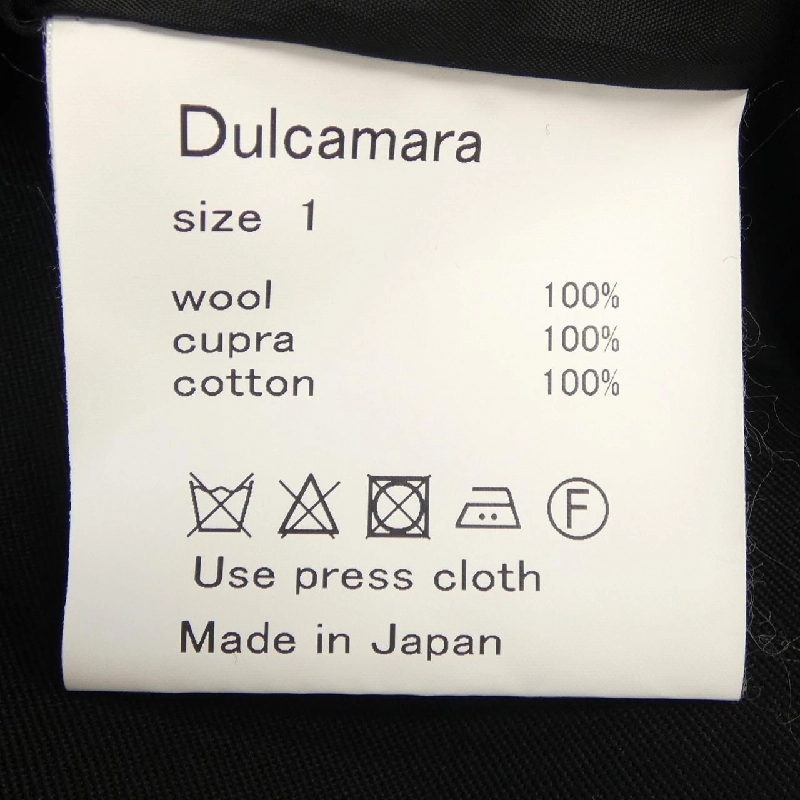 Dulcamara
size 1
wool 100%
cupra 100%
cotton 100%
F
Use press cloth
Made in Japan